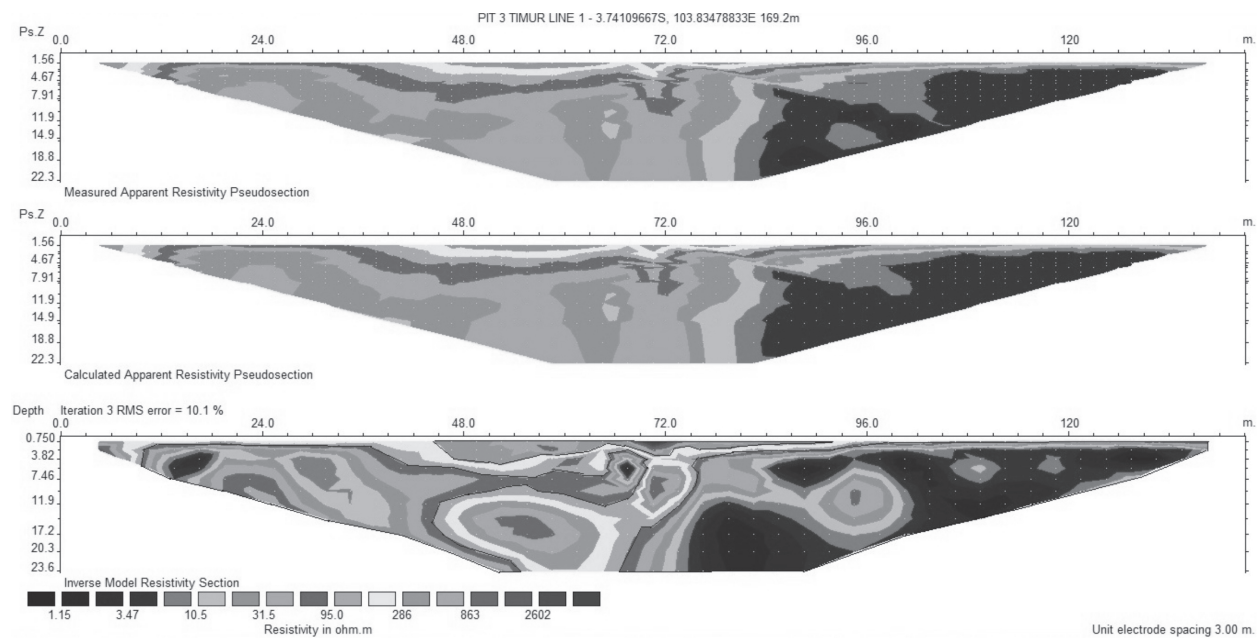 PIT 3 TIMUR LINE 1 - 3.74109667S, 103.83478833E 169.2m
Ps.Z 0.0 24.0 48.0 72.0 96.0 120 m.
1.56
4.67
7.91
11.9
14.9
18.8
22.3
Measured Apparent Resistivity Pseudosection
Ps.Z 0.0 24.0 48.0 72.0 96.0 120 m.
1.56
4.67
7.91
11.9
14.9
18.8
22.3
Calculated Apparent Resistivity Pseudosection
Depth Iteration 3 RMS error = 10.1 %
0.0 24.0 48.0 72.0 96.0 120 m.
0.750
3.82
7.46
11.9
17.2
20.3
23.6
Inverse Model Resistivity Section
1.15 3.47 10.5 31.5 95.0 286 863 2602
Resistivity in ohm.m
Unit electrode spacing 3.00 m.